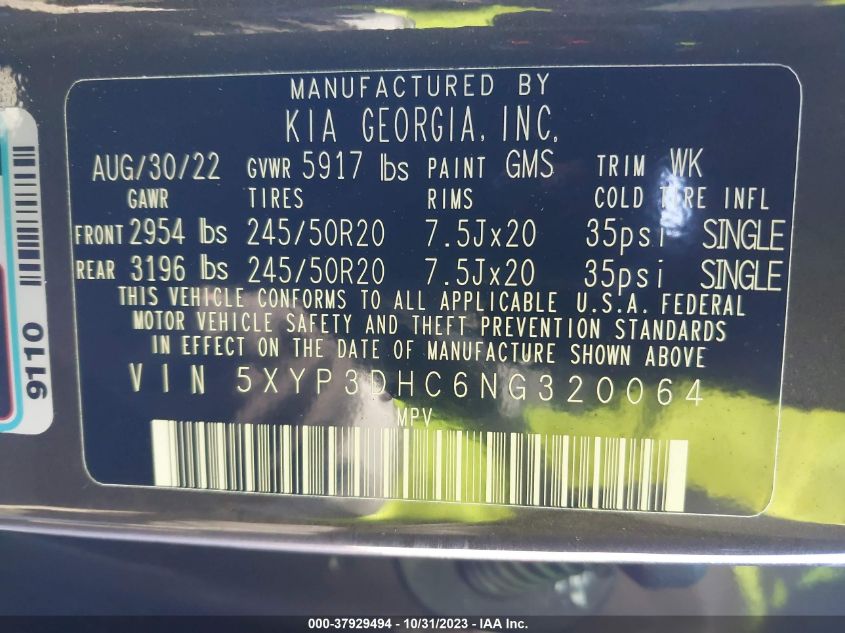 MANUFACTURED BY
KIA GEORGIA, INC.
AUG/30/22 GVWR 5917 lbs PAINT GMS TRIM WK
GAWR TIRES RIMS COLD TIRE INFL
FRONT 2954 lbs 245/50R20 7.5Jx20 35psi SINGLE
REAR 3196 lbs 245/50R20 7.5Jx20 35psi SINGLE
THIS VEHICLE CONFORMS TO ALL APPLICABLE U.S.A. FEDERAL
MOTOR VEHICLE SAFETY AND THEFT PREVENTION STANDARDS
IN EFFECT ON THE DATE OF MANUFACTURE SHOWN ABOVE
VIN 5XYP3DHC6NG320064
MPV
9110
000-37929494 - 10/31/2023 - IAA Inc.